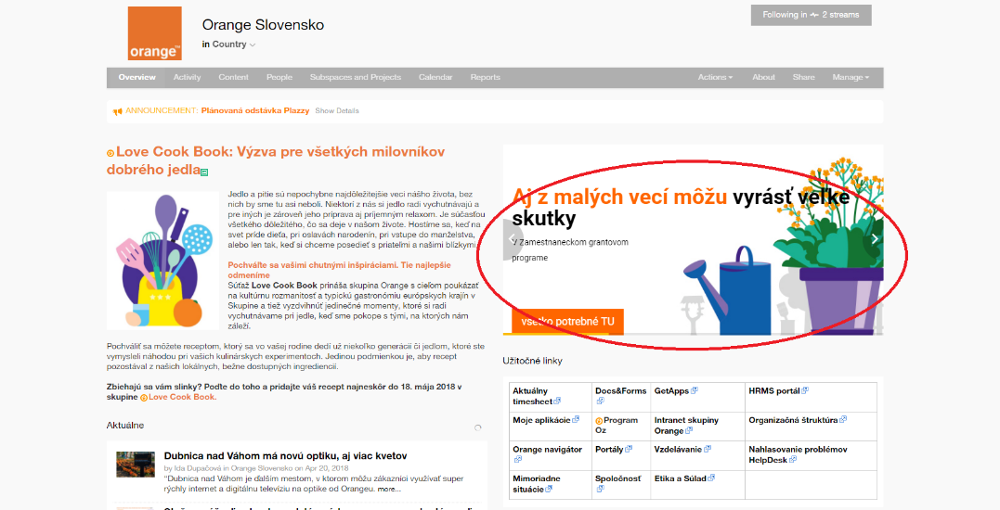 orange™
Orange Slovensko
in Country
Following in 2 streams
Overview Activity Content People Subspaces and Projects Calendar Reports Actions About Share Manage
ANNOUNCEMENT: Plánovaná odstávka Plazzy Show Details
Love Cook Book: Výzva pre všetkých milovníkov
dobrého jedla
Jedlo a pitie sú nepochybne najdôležitejšie veci nášho života, bez
nich by sme tu asi neboli. Niektorí z nás si jedlo radi vychutnávajú a
pre iných je zároveň jeho príprava aj príjemným relaxom. Je súčasťou
všetkého dôležitého, čo sa deje v našom živote. Hostíme sa, keď na
svet príde dieťa, pri oslavách narodenín, pri vstupe do manželstva,
alebo len tak, keď si chceme posedieť s priateľmi a našimi blízkymi.
Pochváľte sa vašimi chutnými inšpiráciami. Tie najlepšie
odmeníme
Súťaž Love Cook Book prináša skupina Orange s cieľom poukázať
na kultúrnu rozmanitosť a typickú gastronómiu európskych krajín v
Skupine a tiež vyzdvihnúť jedinečné momenty, ktoré si radi
vychutnávame pri jedle, keď sme pokope s tými, na ktorých nám
záleží.
Pochváliť sa môžete receptom, ktorý sa vo vašej rodine dedí už niekoľko generácií či jedlom, ktoré ste
vymysleli náhodou pri vašich kulinárskych experimentoch. Jedinou podmienkou je, aby recept
pozostával z našich lokálnych, bežne dostupných ingrediencií.
Zbiehajú sa vám slinky? Poďte do toho a pridajte váš recept najneskôr do 18. mája 2018 v
skupine Love Cook Book.
Aktuálne
Dubnica nad Váhom má novú optiku, aj viac kvetov
by Ida Dupačová in Orange Slovensko on Apr 20, 2018
"Dubnica nad Váhom je ďalším mestom, v ktorom môžu zákazníci využívať super
rýchly internet a digitálnu televíziu na optike od Orangeu. more...
Aj z malých vecí môžu vyrásť veľké
skutky
V Zamestnaneckom grantovom
programe
všetko potrebné TU
Užitočné linky
Aktuálny timesheet Docs&Forms GetApps HRMS portál
Moje aplikácie Program Oz Intranet skupiny Orange Organizačná štruktúra
Orange navigátor Portály Vzdelávanie Nahlasovanie problémov HelpDesk
Mimoriadne situácie Spoločnosť Etika a Súlad